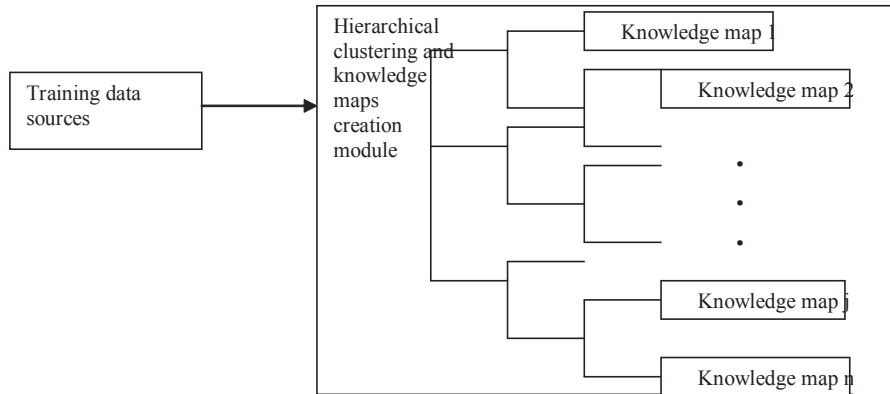 Training data
sources
Hierarchical
clustering and
knowledge
maps
creation
module
Knowledge map 1
Knowledge map 2
Knowledge map j
Knowledge map n